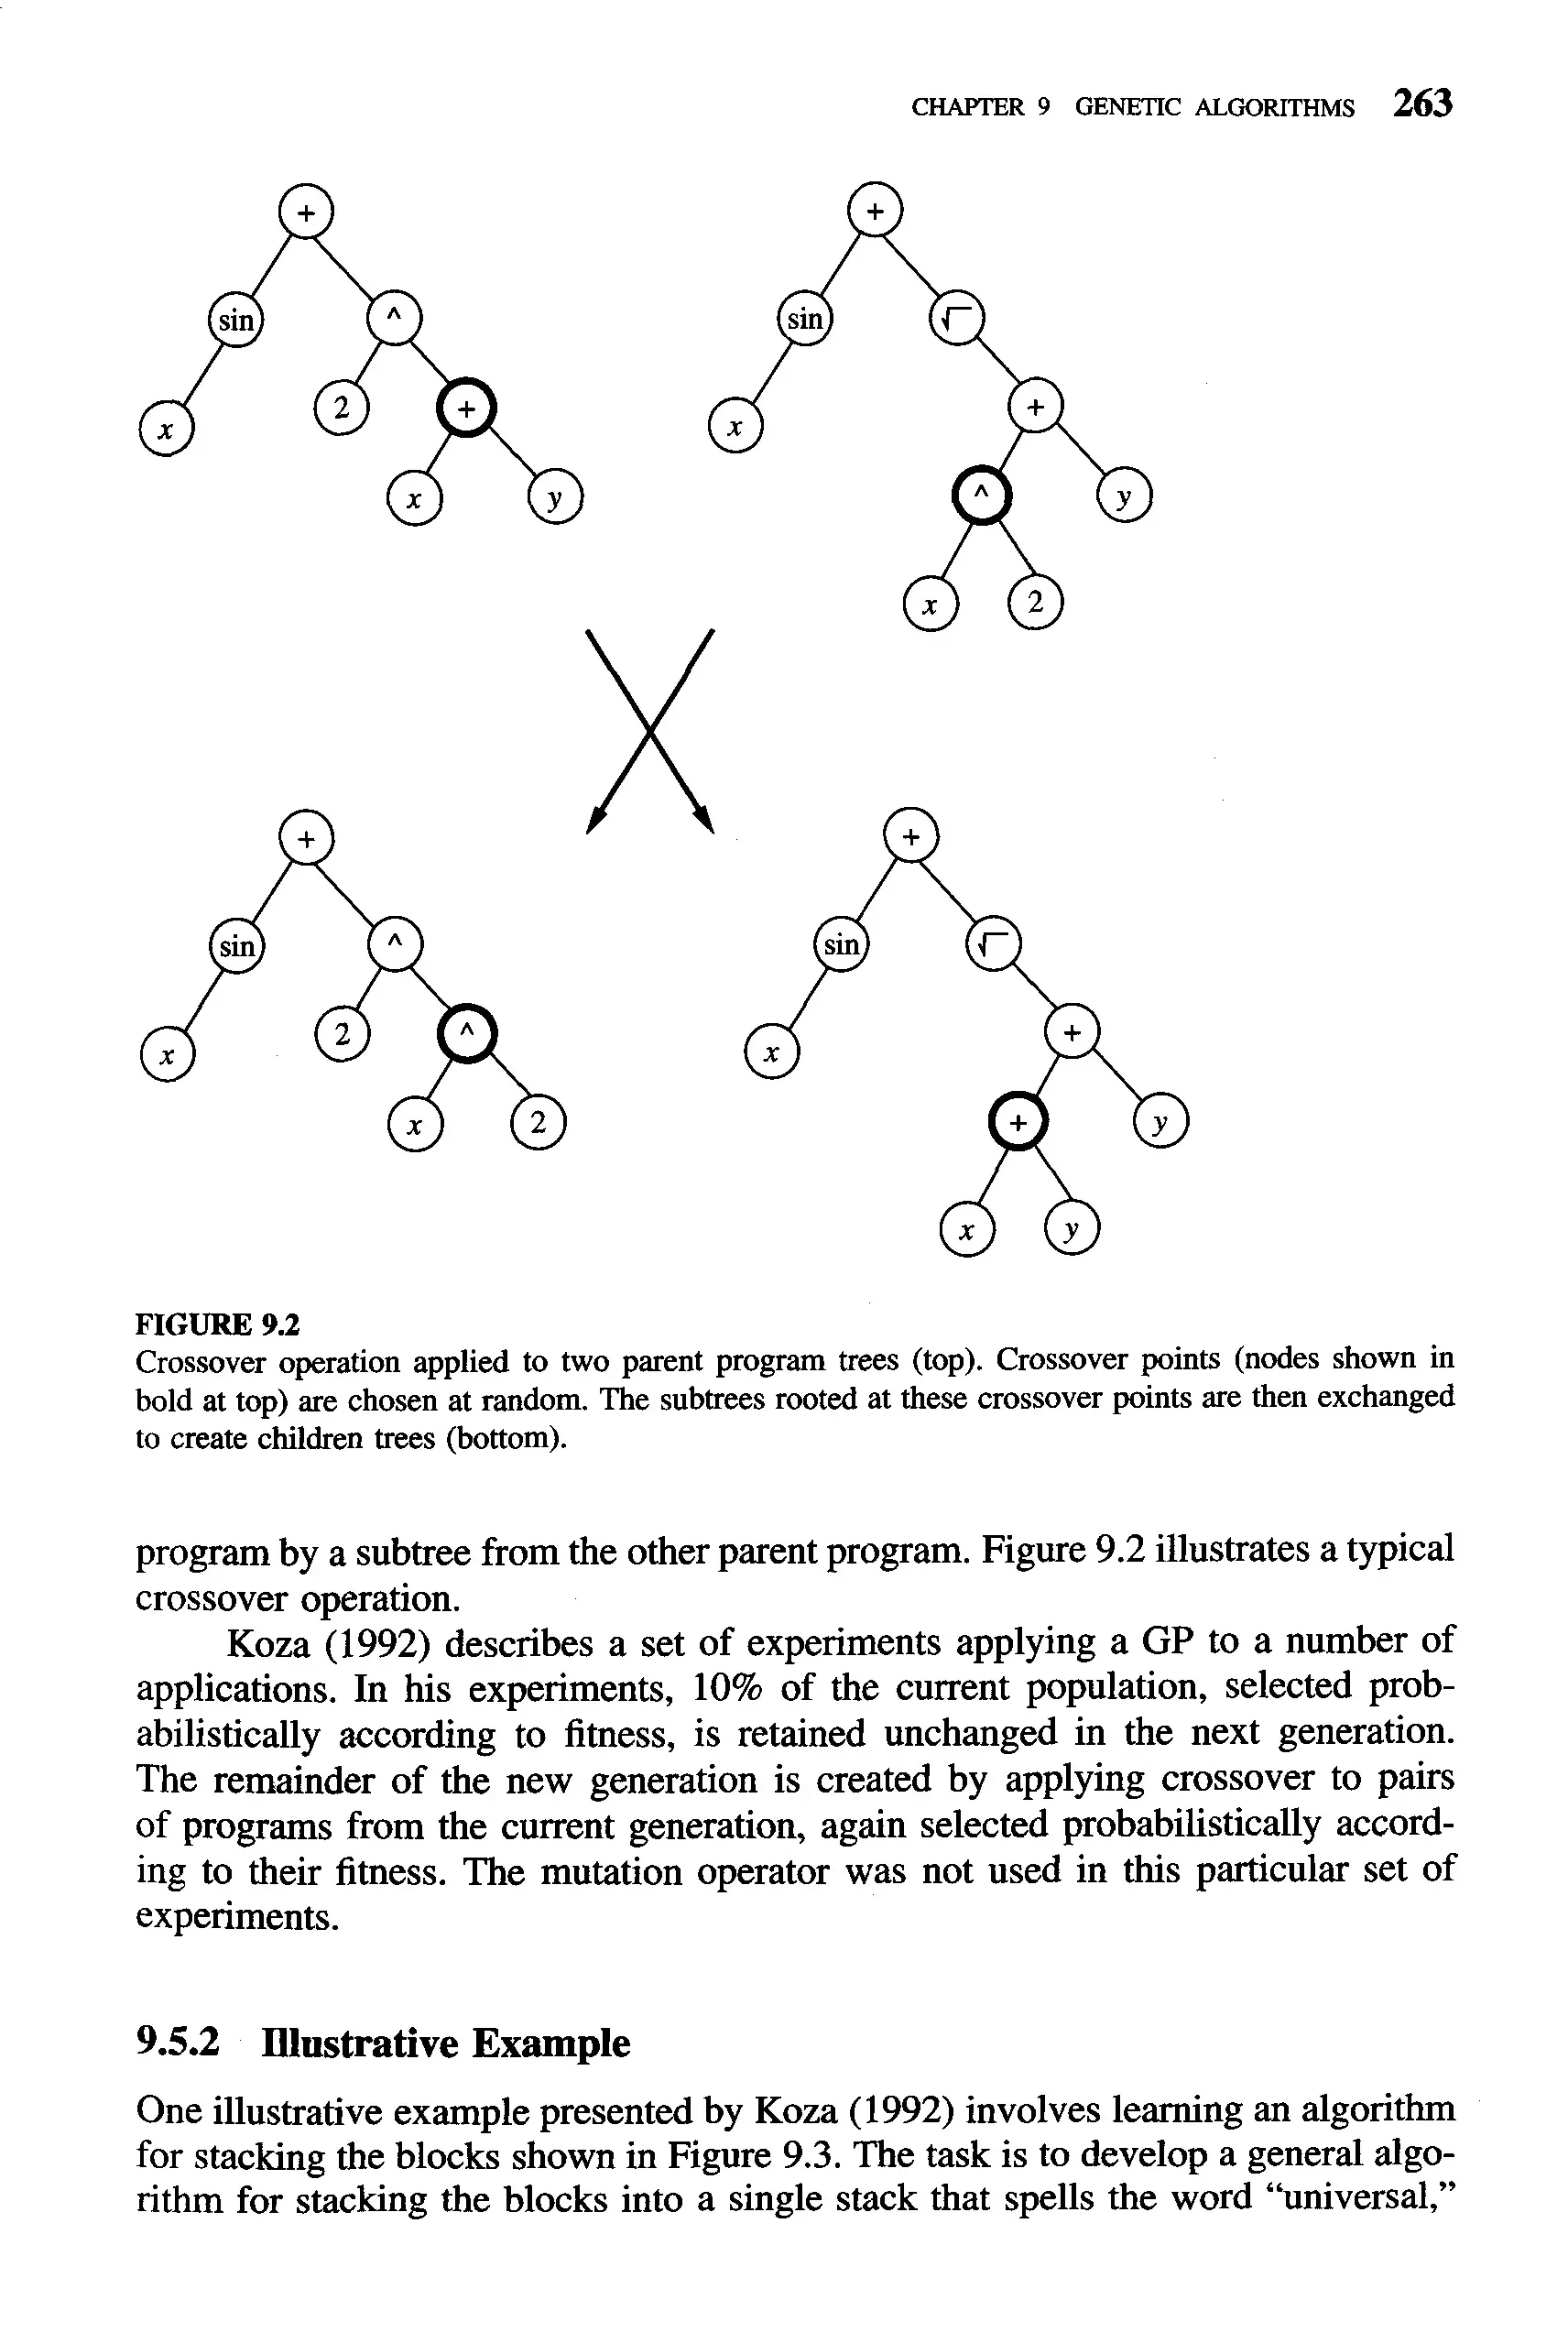 CHAPTER 9 GENETIC ALGORITHMS 263
+ +
sin ^ sin √
x 2 + x +
x y ^ y
x 2
+ +
sin ^ sin √
x 2 ^ x +
x 2 + y
x y
FIGURE 9.2
Crossover operation applied to two parent program trees (top). Crossover points (nodes shown in
bold at top) are chosen at random. The subtrees rooted at these crossover points are then exchanged
to create children trees (bottom).
program by a subtree from the other parent program. Figure 9.2 illustrates a typical
crossover operation.
Koza (1992) describes a set of experiments applying a GP to a number of
applications. In his experiments, 10% of the current population, selected prob-
abilistically according to fitness, is retained unchanged in the next generation.
The remainder of the new generation is created by applying crossover to pairs
of programs from the current generation, again selected probabilistically accord-
ing to their fitness. The mutation operator was not used in this particular set of
experiments.
9.5.2 Illustrative Example
One illustrative example presented by Koza (1992) involves learning an algorithm
for stacking the blocks shown in Figure 9.3. The task is to develop a general algo-
rithm for stacking the blocks into a single stack that spells the word “universal,”